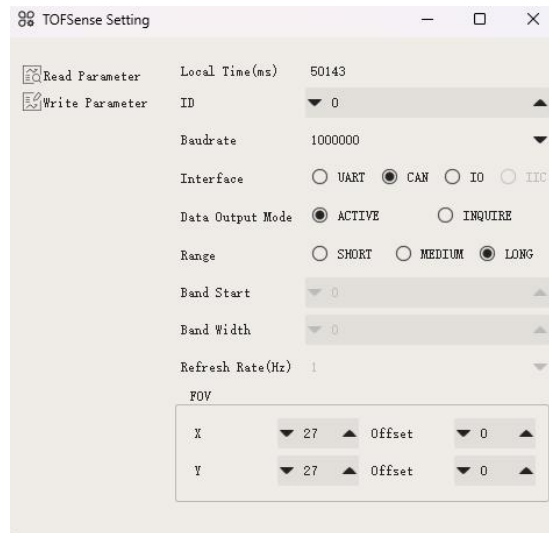 TOFSense Setting
Read Parameter
Write Parameter
Local Time(ms) 50143
ID 0
Baudrate 1000000
Interface UART CAN IO IIC
Data Output Mode ACTIVE INQUIRE
Range SHORT MEDIUM LONG
Band Start 0
Band Width 0
Refresh Rate(Hz) 1
FOV
X 27 Offset 0
Y 27 Offset 0